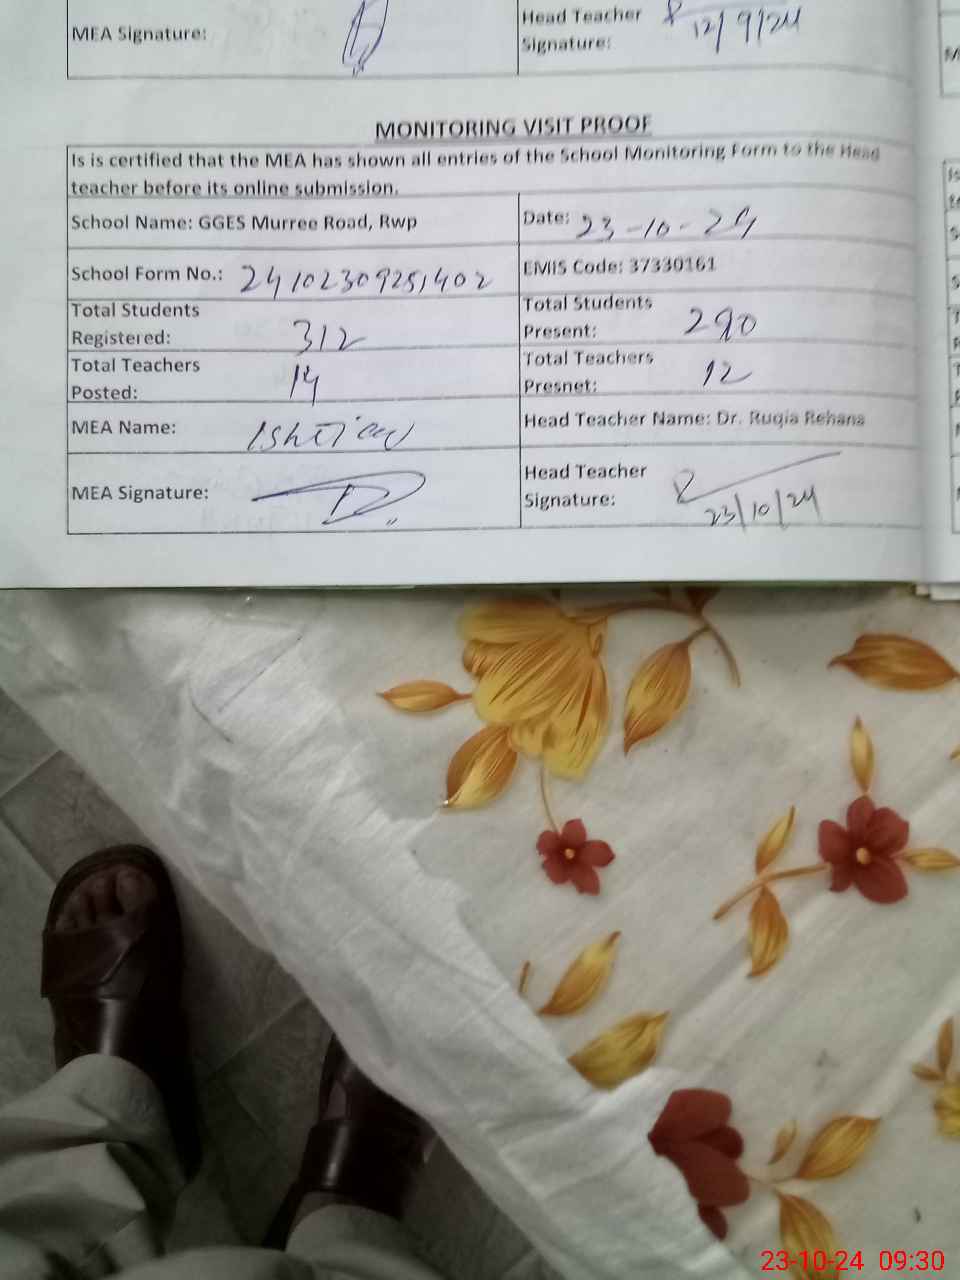 MEA Signature:
Head Teacher
Signature:
12/9/24
MONITORING VISIT PROOF
Is is certified that the MEA has shown all entries of the School Monitoring Form to the Head
teacher before its online submission.
School Name: GGES Murree Road, Rwp
Date: 23-10-24
School Form No.: 24102309251402
EMIS Code: 37330161
Total Students
Registered: 312
Total Students
Present: 290
Total Teachers
Posted: 14
Total Teachers
Presnet: 12
MEA Name:
Head Teacher Name: Dr. Ruqia Rehana
MEA Signature:
Head Teacher
Signature:
23/10/24
23-10-24 09:30